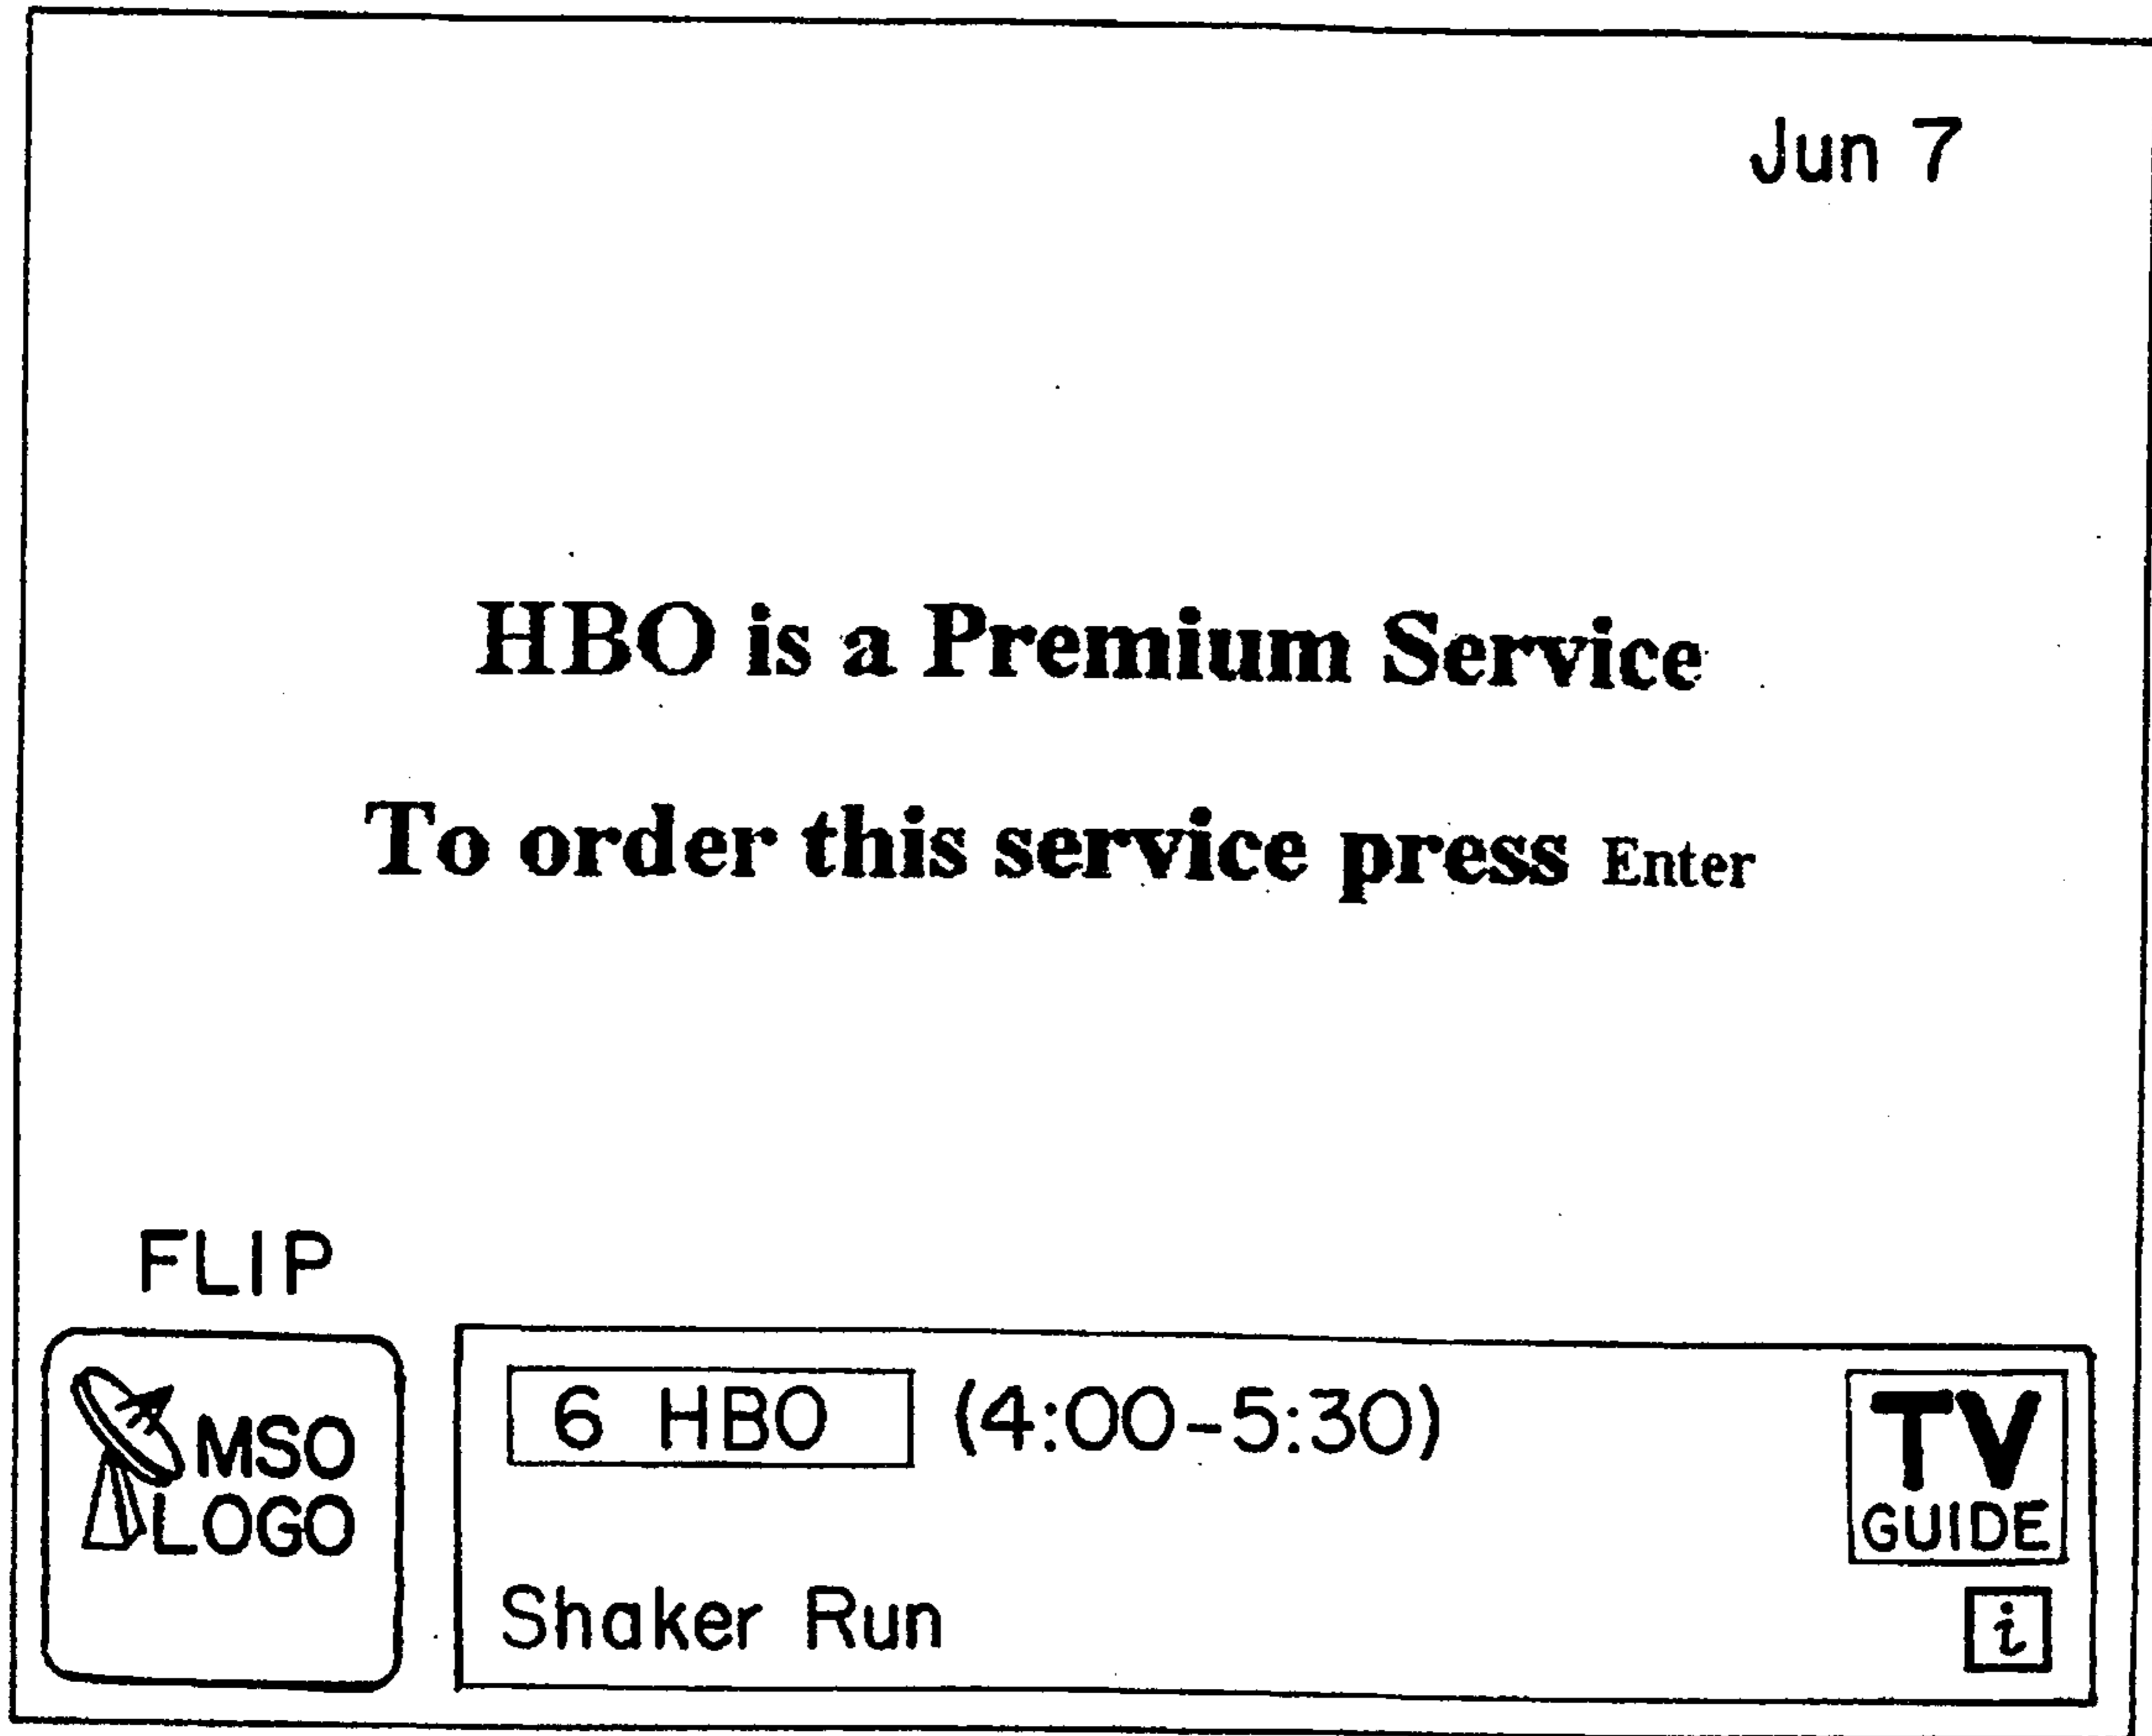 Jun 7
HBO is a Premium Service
To order this service press Enter
FLIP
MSO
LOGO
6 HBO (4:00-5:30)
TV
GUIDE
Shaker Run
i